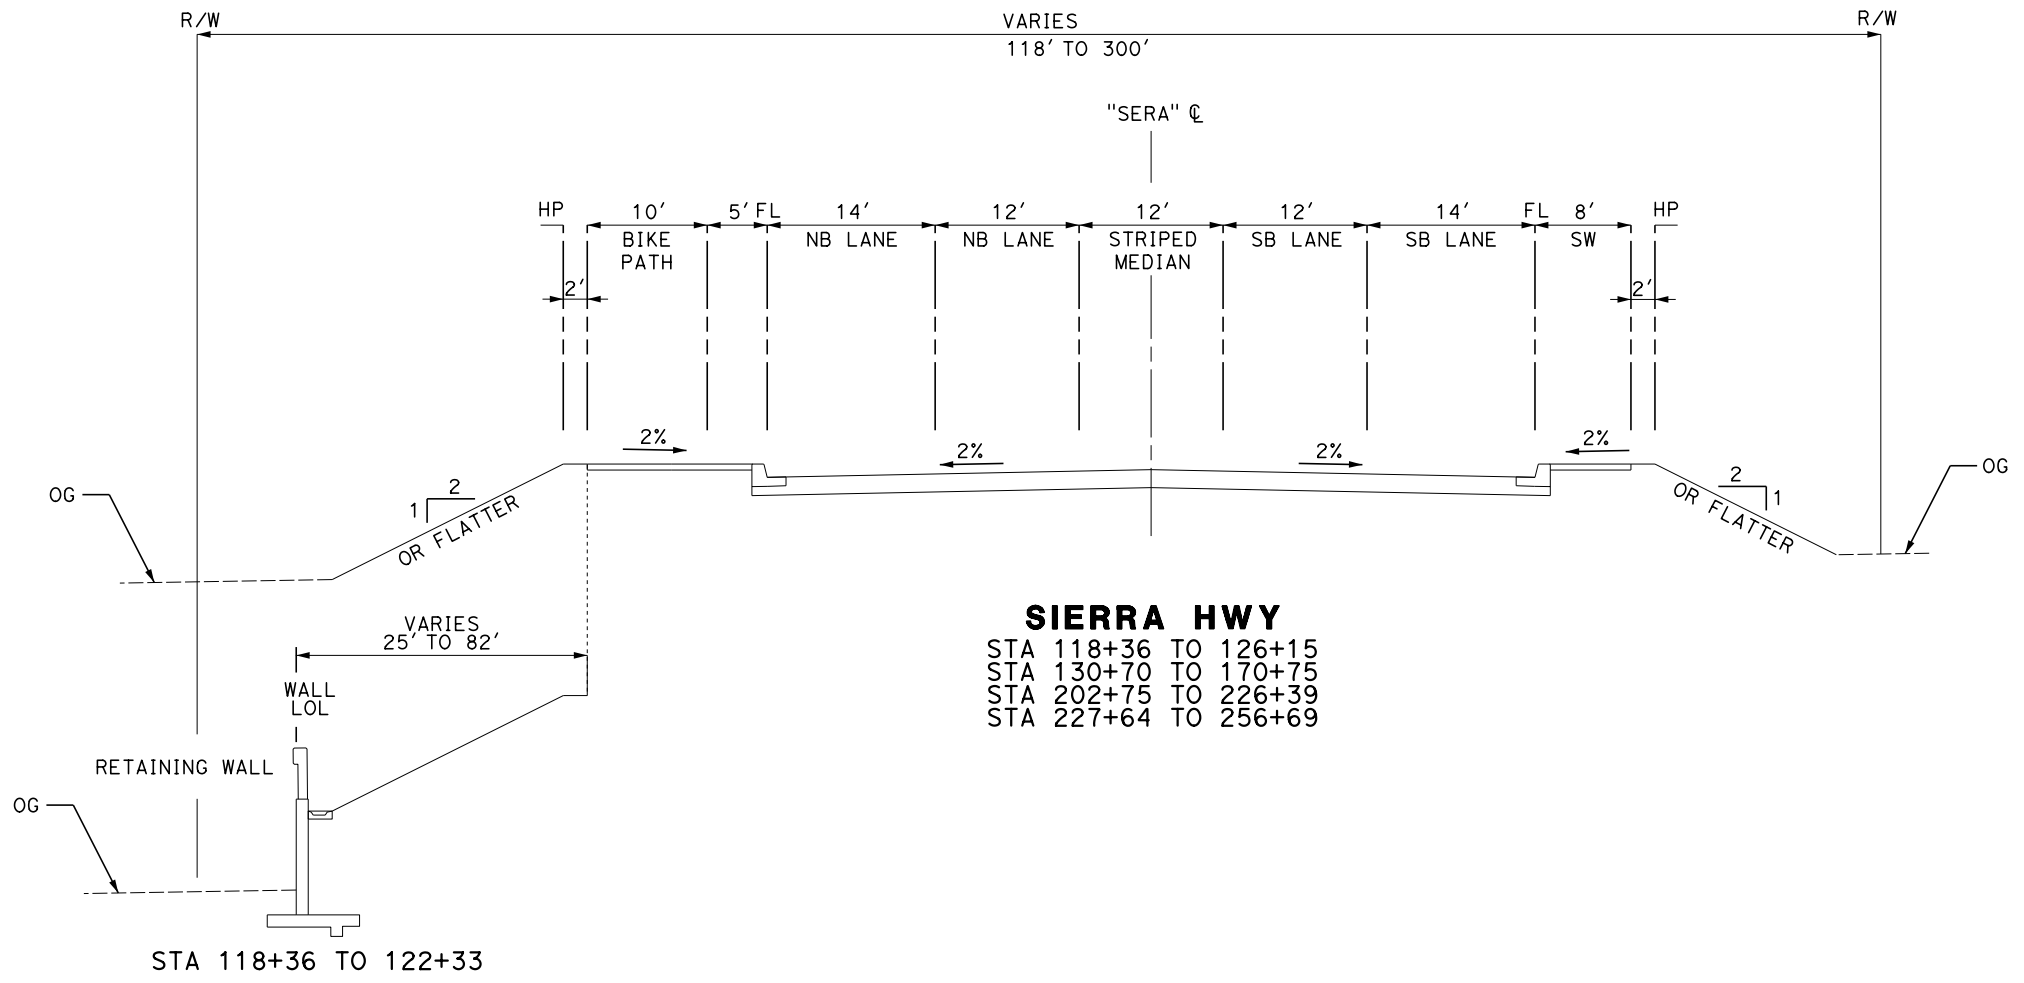 R/W
VARIES
R/W
118' TO 300'
"SERA" ℄
HP
10'
5' FL
14'
12'
12'
12'
14'
FL
8'
HP
BIKE
PATH
NB LANE
NB LANE
STRIPED
MEDIAN
SB LANE
SB LANE
SW
2'
2'
2%
2%
2%
2%
OG
1
2
OR FLATTER
2
1
OR FLATTER
OG
VARIES
25' TO 82'
WALL
LOL
RETAINING WALL
OG
STA 118+36 TO 122+33
SIERRA HWY
STA 118+36 TO 126+15
STA 130+70 TO 170+75
STA 202+75 TO 226+39
STA 227+64 TO 256+69